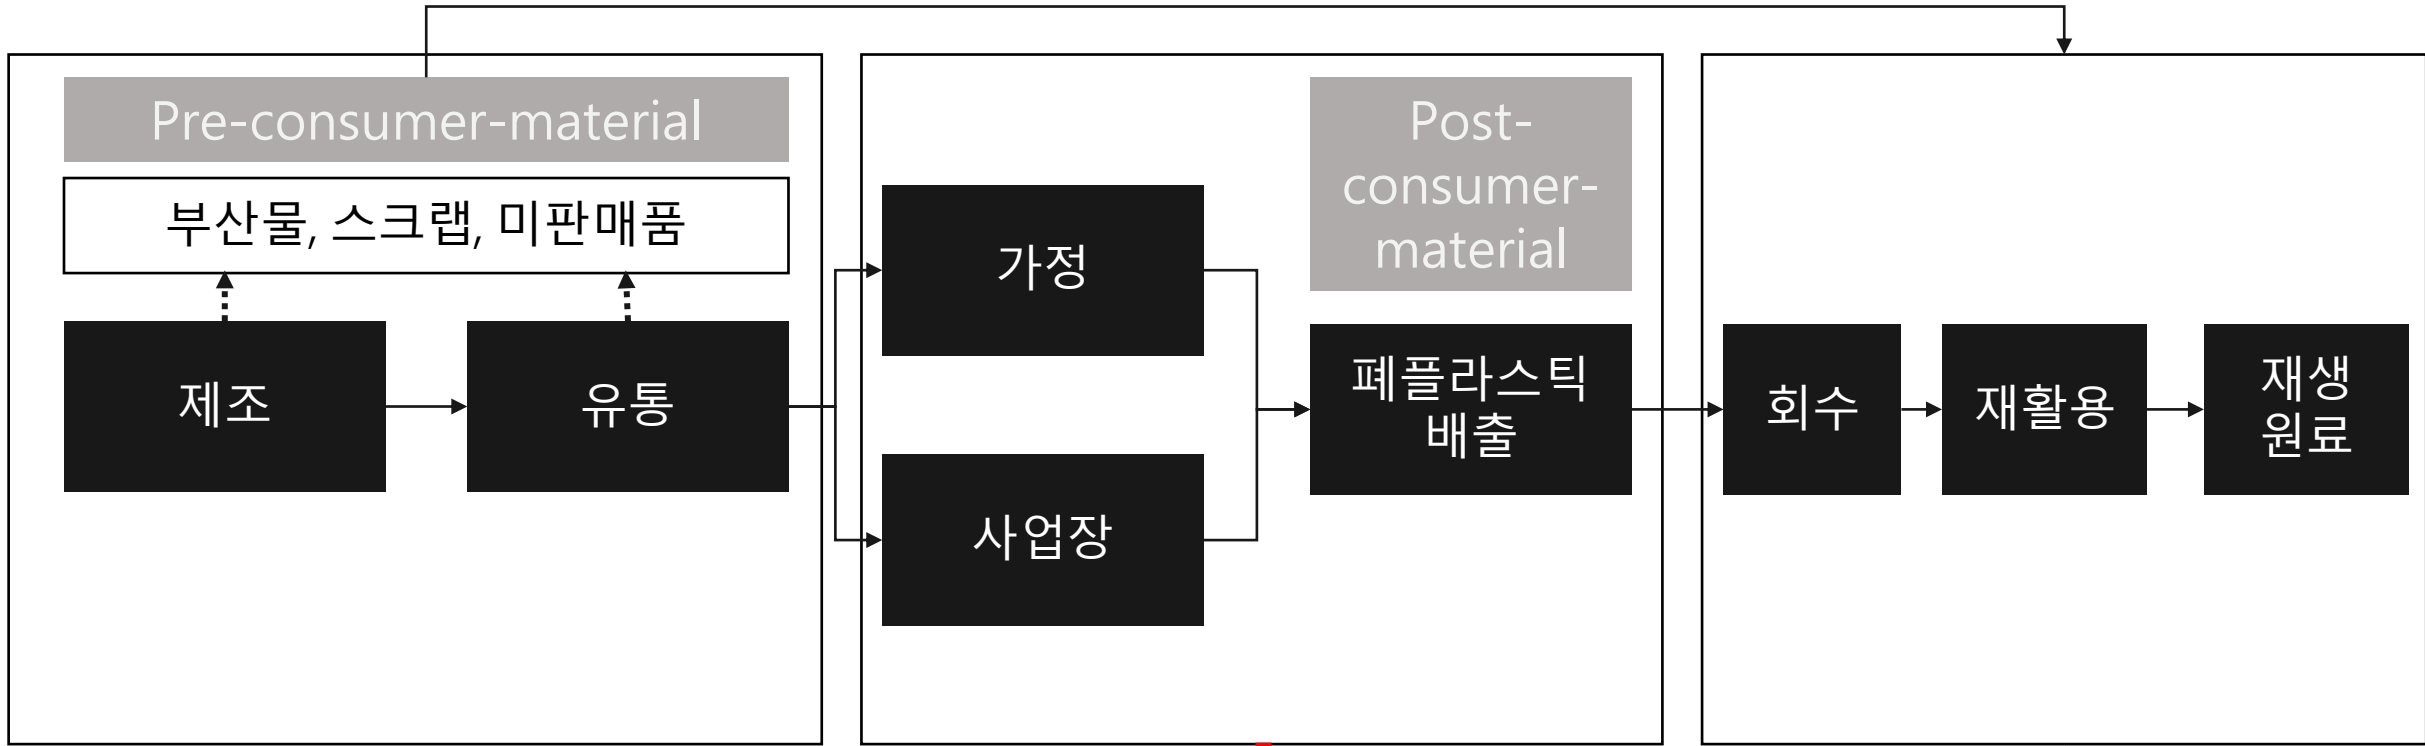 Pre-consumer-material
부산물, 스크랩, 미판매품
제조
유통
가정
사업장
Post-
consumer-
material
폐플라스틱
배출
회수
재활용
재생
원료